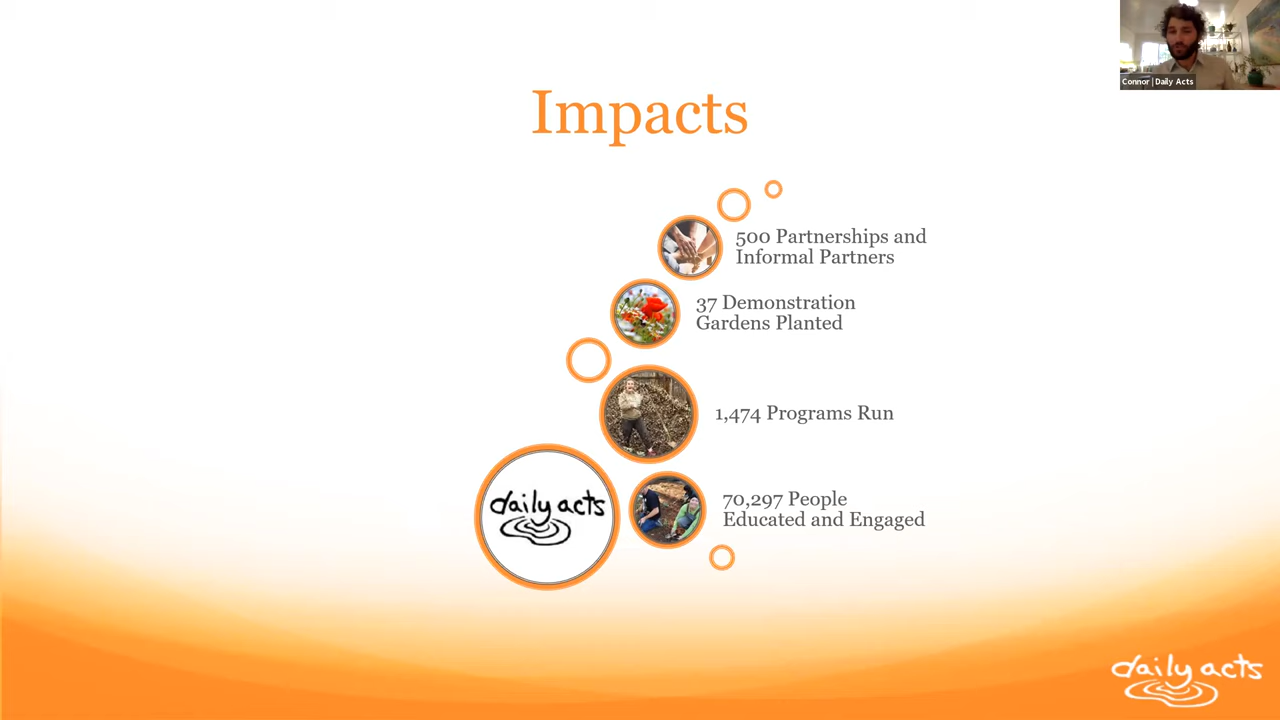 Connor | Daily Acts
Impacts
500 Partnerships and
Informal Partners
37 Demonstration
Gardens Planted
1,474 Programs Run
daily acts
70,297 People
Educated and Engaged
daily acts